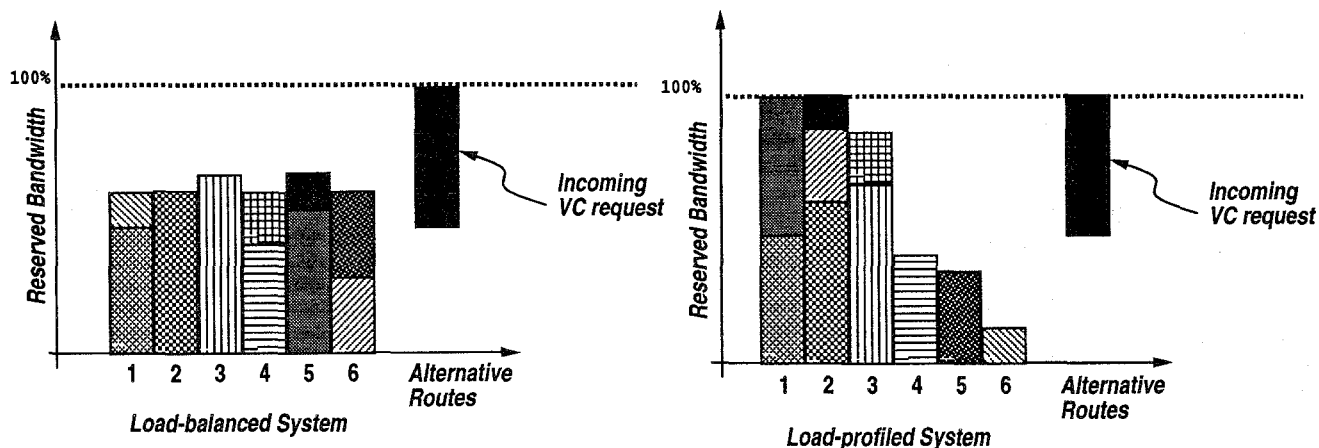 100%
Reserved Bandwidth
Incoming
VC request
1 2 3 4 5 6 Alternative
Routes
Load-balanced System
100%
Reserved Bandwidth
Incoming
VC request
1 2 3 4 5 6 Alternative
Routes
Load-profiled System